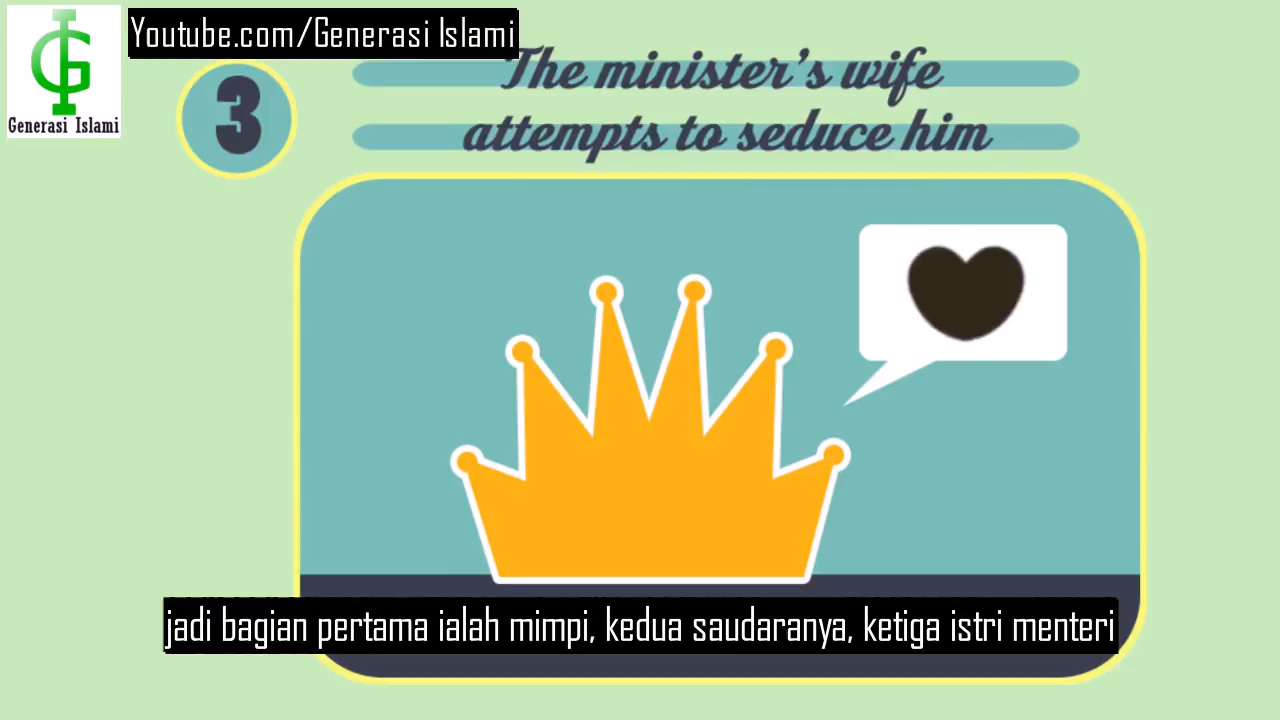 Youtube.com/Generasi Islami
Generasi Islami
3
The minister's wife
attempts to seduce him
jadi bagian pertama ialah mimpi, kedua saudaranya, ketiga istri menteri